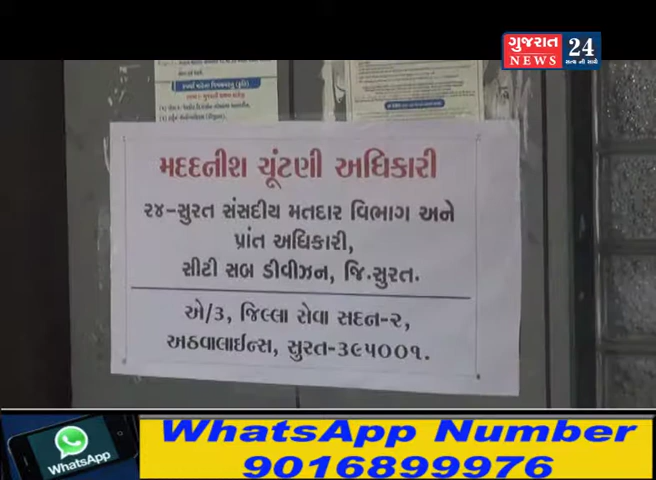 ગુજરાત 24
NEWS સત્ય ની સાથે
મદદનીશ ચૂંટણી અધિકારી
૨૪-સુરત સંસદીય મતદાર વિભાગ અને
પ્રાંત અધિકારી,
સીટી સબ ડીવીઝન, જિ.સુરત.
એ/3, જિલ્લા સેવા સદન-૨,
અઠવાલાઈન્સ, સુરત-૩૯૫૦૦૧.
WhatsApp
WhatsApp Number
9016899976